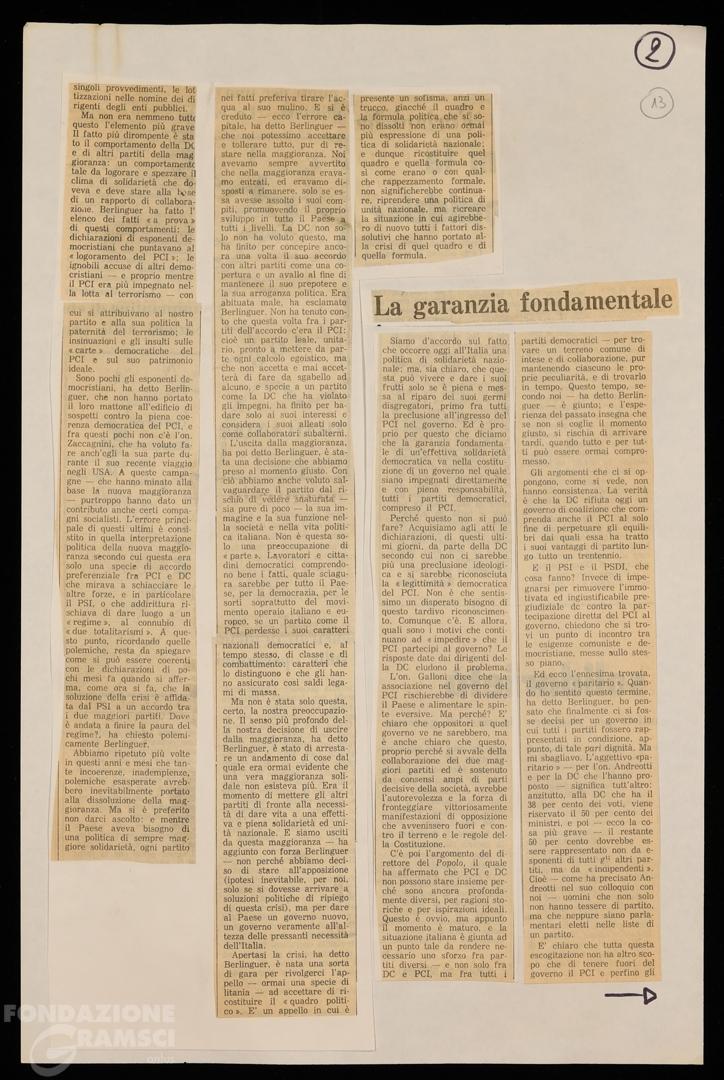 2
13
singoli provvedimenti, le lot
tizzazioni nelle nomine dei di
rigenti degli enti pubblici.
Ma non era nemmeno tutto
questo l'elemento più grave
Il fatto più dirompente è sta
to il comportamento della DC
e di altri partiti della mag
gioranza: un comportamento
tale da logorare e spezzare il
clima di solidarietà che do-
veva e deve stare alla base
di un rapporto di collabora-
zione. Berlinguer ha fatto l'
elenco dei fatti «a prova»
di questi comportamenti: le
dichiarazioni di esponenti de-
mocristiani che puntavano al
«logoramento del PCI»; le
ignobili accuse di altri demo-
cristiani — e proprio mentre
il PCI era più impegnato nel-
la lotta al terrorismo — con
cui si attribuivano al nostro
partito e alla sua politica la
paternità del terrorismo; le
insinuazioni e gli insulti sulle
«carte» democratiche del
PCI e sul suo patrimonio
ideale.
Sono pochi gli esponenti de-
mocristiani, ha detto Berlin-
guer, che non hanno portato
il loro mattone all'edificio di
sospetti contro la piena coe-
renza democratica del PCI, e
fra questi pochi non c'è l'on.
Zaccagnini, che ha voluto fa-
re anch'egli la sua parte du-
rante il suo recente viaggio
negli USA. A queste campa-
gne — che hanno minato alla
base la nuova maggioranza
— purtroppo hanno dato un
contributo anche certi compa-
gni socialisti. L'errore princi-
pale di questi ultimi è consi-
stito in quella interpretazione
politica della nuova maggio-
ranza secondo cui questa era
solo una specie di accordo
preferenziale fra PCI e DC
che mirava a schiacciare le
altre forze, e in particolare
il PSI, o che addirittura ri-
schiava di dare luogo a un
«regime», al connubio di
«due totalitarismi». A que-
sto punto, ricordando quelle
polemiche, resta da spiegare
come si può essere coerenti
con le dichiarazioni di po-
chi mesi fa quando si affer-
ma, come ora si fa, che la
soluzione della crisi è affida-
ta dal PSI a un accordo tra
i due maggiori partiti. Dove
è andata a finire la paura del
regime?, ha chiesto polemi-
camente Berlinguer.
Abbiamo ripetuto più volte
in questi anni e mesi che tan-
te incoerenze, inadempienze,
polemiche esasperate avreb-
bero inevitabilmente portato
alla dissoluzione della mag-
gioranza. Ma si è preferito
non darci ascolto: e mentre
il Paese aveva bisogno di
una politica di sempre mag-
giore solidarietà, ogni partito
nei fatti preferiva tirare l'ac-
qua al suo mulino. E si è
creduto — ecco l'errore ca-
pitale, ha detto Berlinguer —
che noi potessimo accettare
e tollerare tutto, pur di re-
stare nella maggioranza. Noi
avevamo sempre avvertito
che nella maggioranza erava-
mo entrati, ed eravamo di-
sposti a rimanere, solo se es-
sa avesse assolto i suoi com-
piti, promuovendo il proprio
sviluppo in tutto il Paese a
tutti i livelli. La DC non so-
lo non ha voluto questo, ma
ha finito per concepire anco-
ra una volta il suo accordo
con altri partiti come una co-
pertura e un avallo al fine di
mantenere il suo prepotere e
la sua arroganza politica. Era
abituata male, ha esclamato
Berlinguer. Non ha tenuto con-
to che questa volta fra i par-
titi dell'accordo c'era il PCI:
cioè un partito leale, unita-
rio, pronto a mettere da par-
te ogni calcolo egoistico, ma
che non accetta e mai accet-
terà di fare da sgabello ad
alcuno, e specie a un partito
come la DC che ha violato
gli impegni, ha finito per ba-
dare solo ai suoi interessi e
considera i suoi alleati solo
come collaboratori subalterni.
L'uscita dalla maggioranza,
ha poi detto Berlinguer, è sta-
ta una decisione che abbiamo
preso al momento giusto. Con
ciò abbiamo anche voluto sal-
vaguardare il partito dal ri-
schio di vedere snaturata —
sia pure di poco — la sua im-
magine e la sua funzione nel-
la società e nella vita politi-
ca italiana. Non è questa so-
lo una preoccupazione di
«parte». Lavoratori e citta-
dini democratici comprendo-
no bene i fatti, quale sciagu-
ra sarebbe per tutto il Pae-
se, per la democrazia, per le
sorti soprattutto del movi-
mento operaio italiano e eu-
ropeo, se un partito come il
PCI perdesse i suoi caratteri
nazionali democratici e, al
tempo stesso, di classe e di
combattimento: caratteri che
lo distinguono e che gli han-
no assicurato così saldi lega-
mi di massa.
Ma non è stata solo questa,
certo, la nostra preoccupazio-
ne. Il senso più profondo del-
la nostra decisione di uscire
dalla maggioranza, ha detto
Berlinguer, è stato di arresta-
re un andamento di cose dal
quale era ormai evidente che
una vera maggioranza soli-
dale non esisteva più. Era il
momento di mettere gli altri
partiti di fronte alla necessi-
tà di dare vita a una effetti-
va e piena solidarietà ed uni-
tà nazionale. E siamo usciti
da questa maggioranza — ha
aggiunto con forza Berlinguer
— non perchè abbiamo deci-
so di stare all'opposizione
(ipotesi inevitabile, per noi,
solo se si dovesse arrivare a
soluzioni politiche di ripiego
di questa crisi), ma per dare
al Paese un governo nuovo,
un governo veramente all'al-
tezza delle pressanti necessità
dell'Italia.
Apertasi la crisi, ha detto
Berlinguer, è nata una sorta
di gara per rivolgerci l'ap-
pello — ormai una specie di
litania — ad accettare di ri-
costituire il «quadro politi-
co». E' un appello in cui è
presente un sofisma, anzi un
trucco, giacché il quadro e
la formula politica che si so-
no dissolti non erano ormai
più espressione di una poli-
tica di solidarietà nazionale;
e dunque ricostituire quel
quadro e quella formula co-
sì come erano o con qual-
che rappezzamento formale,
non significherebbe continua-
re, riprendere una politica di
unità nazionale, ma ricreare
la situazione in cui agirebbe-
ro di nuovo tutti i fattori dis-
solutivi che hanno portato al-
la crisi di quel quadro e di
quella formula.
La garanzia fondamentale
Siamo d'accordo sul fatto
che occorre oggi all'Italia una
politica di solidarietà nazio-
nale; ma, sia chiaro, che que-
sta può vivere e dare i suoi
frutti solo se è piena e mes-
sa al riparo dei suoi germi
disgregatori, primo fra tutti
la preclusione all'ingresso del
PCI nel governo. Ed è pro-
prio per questo che diciamo
che la garanzia fondamenta-
le di un'effettiva solidarietà
democratica va nella costitu-
zione di un governo nel quale
siano impegnati direttamente
e con piena responsabilità,
tutti i partiti democratici,
compreso il PCI.
Perché questo non si può
fare? Acquisiamo agli atti le
dichiarazioni, di questi ulti-
mi giorni, da parte della DC
secondo cui non ci sarebbe
più una preclusione ideologi-
ca e si sarebbe riconosciuta
la «legittimità» democratica
del PCI. Non è che sentis-
simo un disperato bisogno di
questo tardivo riconoscimen-
to. Comunque c'è. E allora,
quali sono i motivi che conti-
nuano ad «impedire» che il
PCI partecipi al governo? Le
risposte date dai dirigenti del-
la DC eludono il problema.
L'on. Galloni dice che la
associazione nel governo del
PCI rischierebbe di dividere
il Paese e alimentare le spin-
te eversive. Ma perché? E'
chiaro che oppositori a quel
governo ve ne sarebbero, ma
è anche chiaro che questo,
proprio perché si avvale della
collaborazione dei due mag-
giori partiti ed è sostenuto
da consensi ampi di parti
decisive della società, avrebbe
l'autorevolezza e la forza di
fronteggiare vittoriosamente
manifestazioni di opposizione
che avvenissero fuori e con-
tro il terreno e le regole del-
la Costituzione.
C'è poi l'argomento del di-
rettore del Popolo, il quale
ha affermato che PCI e DC
non possono stare insieme per-
ché sono ancora profonda-
mente diversi, per ragioni sto-
riche e per ispirazioni ideali.
Questo è ovvio, ma appunto
il momento è maturo, e la
situazione italiana è giunta ad
un punto tale da rendere ne-
cessario uno sforzo fra par-
titi diversi — e non solo fra
DC e PCI, ma fra tutti i
partiti democratici — per tro-
vare un terreno comune di
intese e di collaborazione, pur
mantenendo ciascuno le pro-
prie peculiarità, e di trovarlo
in tempo. Questo tempo, se-
condo noi — ha detto Berlin-
guer — è giunto; e l'espe-
rienza del passato insegna che
se non si coglie il momento
giusto, si rischia di arrivare
tardi, quando tutto e per tut-
ti può essere ormai compro-
messo.
Gli argomenti che ci si op-
pongono, come si vede, non
hanno consistenza. La verità
è che la DC rifiuta oggi un
governo di coalizione che com-
prenda anche il PCI al solo
fine di perpetuare gli equili-
bri dai quali essa ha tratto
i suoi vantaggi di partito lun-
go tutto un trentennio.
E il PSI e il PSDI, che
cosa fanno? Invece di impe-
gnarsi per rimuovere l'immo-
tivata ed ingiustificabile pre-
giudiziale dc contro la par-
tecipazione diretta del PCI al
governo, chiedono che si tro-
vi un punto di incontro tra
le esigenze comuniste e de-
mocristiane, messe sullo stes-
so piano.
Ed ecco l'ennesima trovata,
il governo «paritario». Quan-
do ho sentito questo termine,
ha detto Berlinguer, ho pen-
sato che finalmente ci si fos-
se decisi per un governo in
cui tutti i partiti fossero rap-
presentati in condizione, ap-
punto, di tale pari dignità. Ma
mi sbagliavo. L'aggettivo «pa-
ritario» — per l'on. Andreotti
e per la DC che l'hanno pro-
posto — significa tutt'altro:
anzitutto, alla DC che ha il
38 per cento dei voti, viene
riservato il 50 per cento dei
ministri, e poi — ecco la co-
sa più grave — il restante
50 per cento dovrebbe esse-
re rappresentato non da e-
sponenti di tutti gli altri par-
titi, ma da «indipendenti».
Cioè — come ha precisato An-
dreotti nel suo colloquio con
noi — uomini che non solo
non hanno tessere di partito,
ma che neppure siano parla-
mentari eletti nelle liste di
un partito.
E' chiaro che tutta questa
escogitazione non ha altro sco-
po che di tenere fuori del
governo il PCI e perfino gli
FONDAZIONE
GRAMSCI
onlus